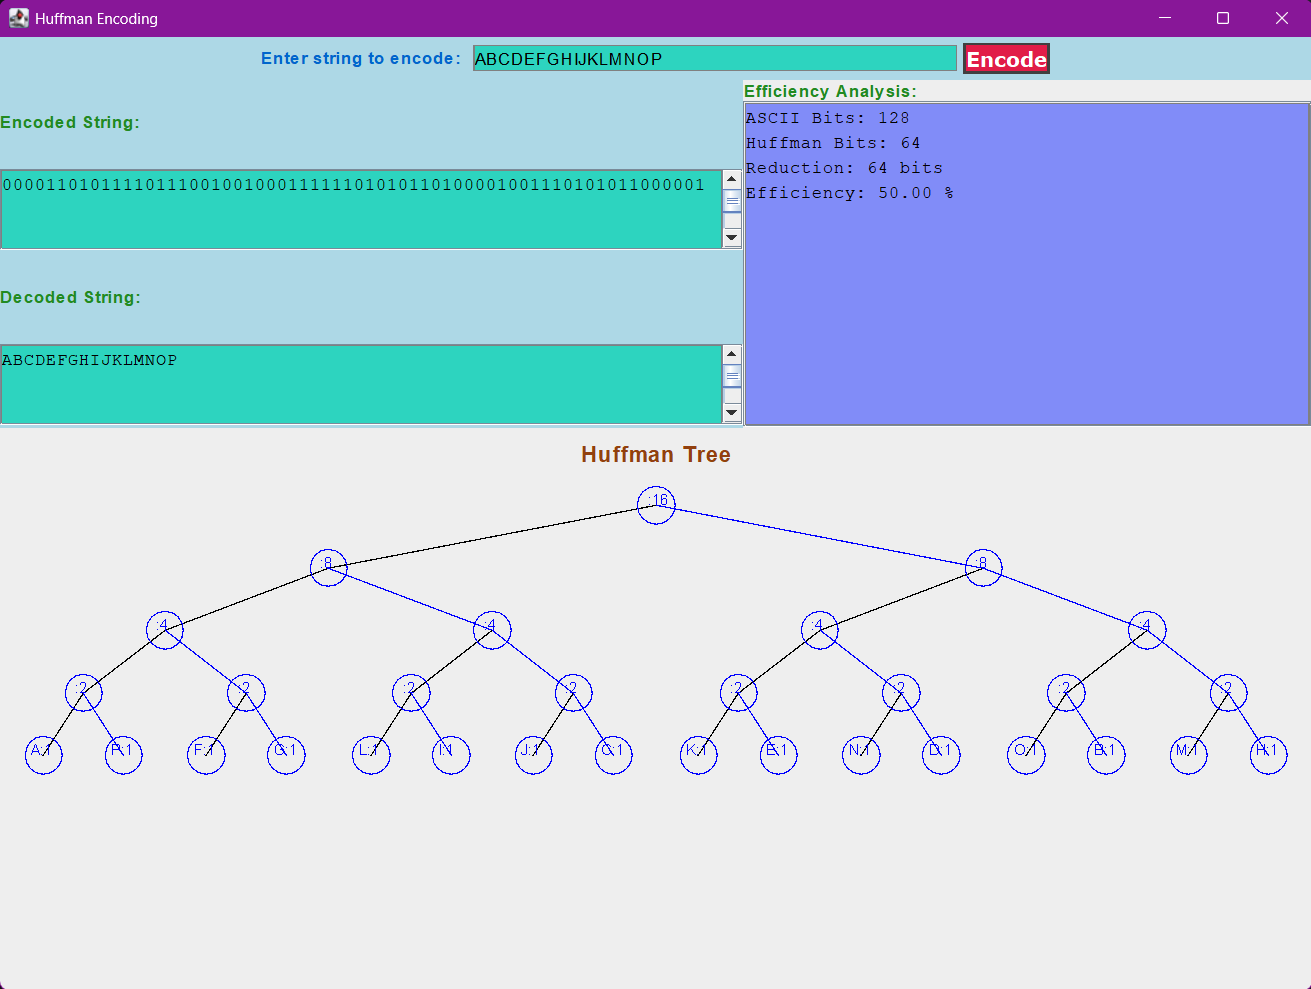 Huffman Encoding
Enter string to encode: ABCDEFGHIJKLMNOP Encode
Encoded String:
0000110101111011100100100011111101010110100001001110101011000001
Decoded String:
ABCDEFGHIJKLMNOP
Efficiency Analysis:
ASCII Bits: 128
Huffman Bits: 64
Reduction: 64 bits
Efficiency: 50.00 %
Huffman Tree
:16
:8 :8
:4 :4 :4 :4
:2 :2 :2 :2 :2 :2 :2 :2
A:1 P:1 F:1 G:1 L:1 I:1 J:1 C:1 K:1 E:1 N:1 D:1 O:1 B:1 M:1 H:1